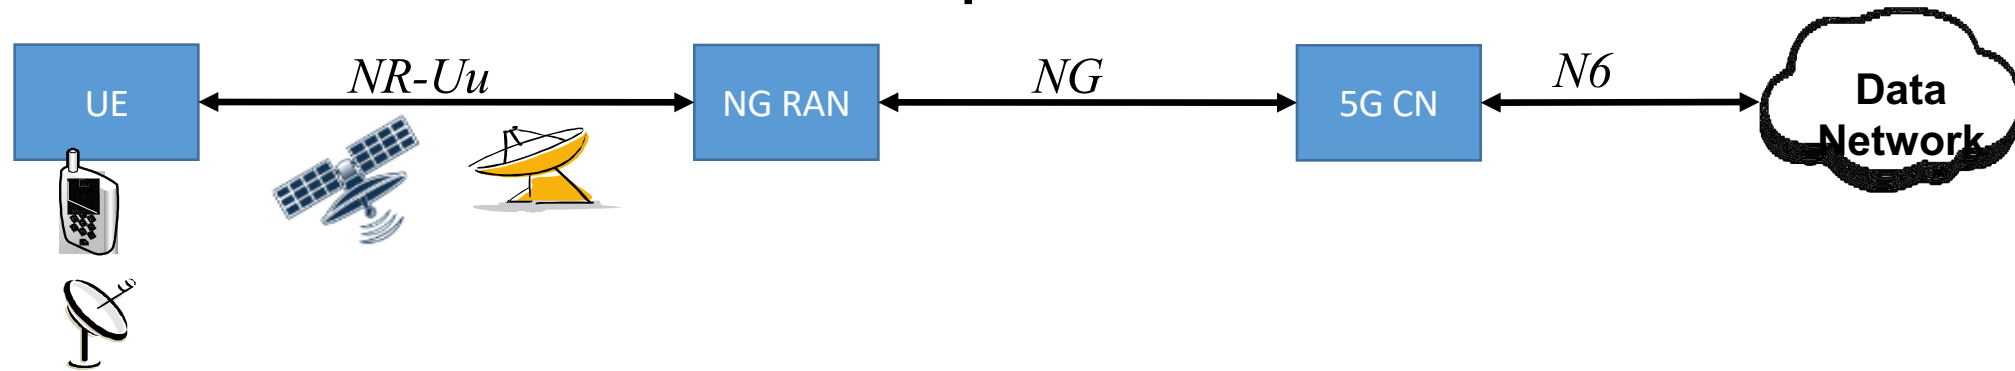 UE
NR-Uu
NG RAN
NG
5G CN
N6
Data
Network